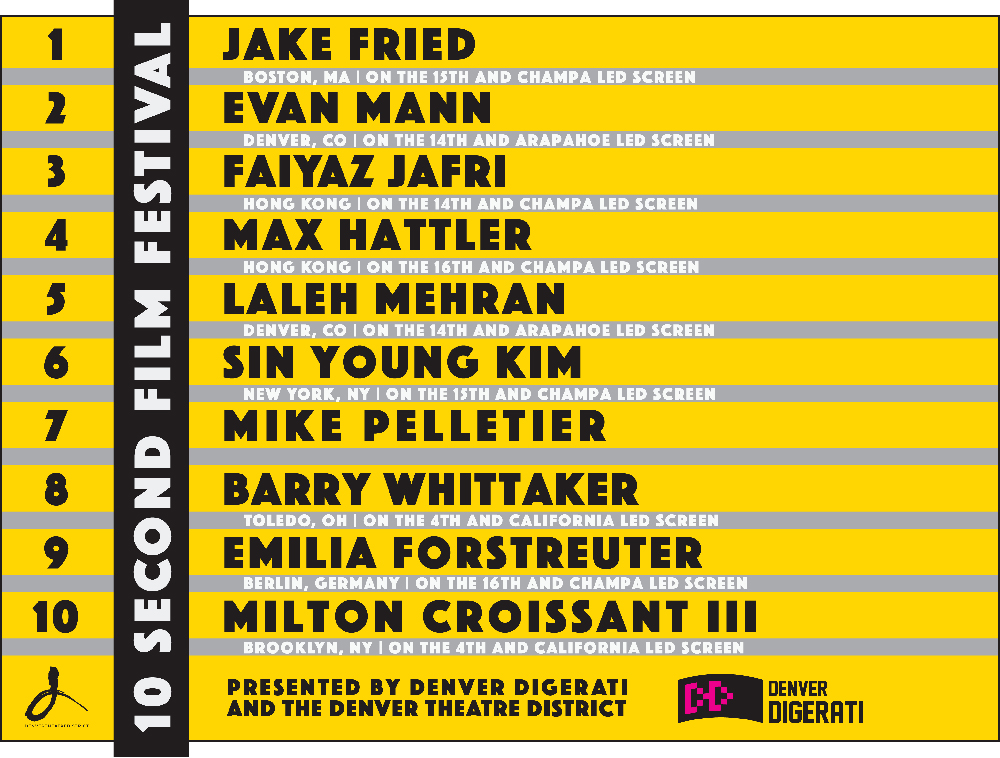 10 SECOND FILM FESTIVAL
1 JAKE FRIED
BOSTON, MA | ON THE 15TH AND CHAMPA LED SCREEN
2 EVAN MANN
DENVER, CO | ON THE 14TH AND ARAPAHOE LED SCREEN
3 FAIYAZ JAFRI
HONG KONG | ON THE 14TH AND CHAMPA LED SCREEN
4 MAX HATTLER
HONG KONG | ON THE 16TH AND CHAMPA LED SCREEN
5 LALEH MEHRAN
DENVER, CO | ON THE 14TH AND ARAPAHOE LED SCREEN
6 SIN YOUNG KIM
NEW YORK, NY | ON THE 15TH AND CHAMPA LED SCREEN
7 MIKE PELLETIER
8 BARRY WHITTAKER
TOLEDO, OH | ON THE 4TH AND CALIFORNIA LED SCREEN
9 EMILIA FORSTREUTER
BERLIN, GERMANY | ON THE 16TH AND CHAMPA LED SCREEN
10 MILTON CROISSANT III
BROOKLYN, NY | ON THE 4TH AND CALIFORNIA LED SCREEN
PRESENTED BY DENVER DIGERATI
AND THE DENVER THEATRE DISTRICT
DENVER
DIGERATI